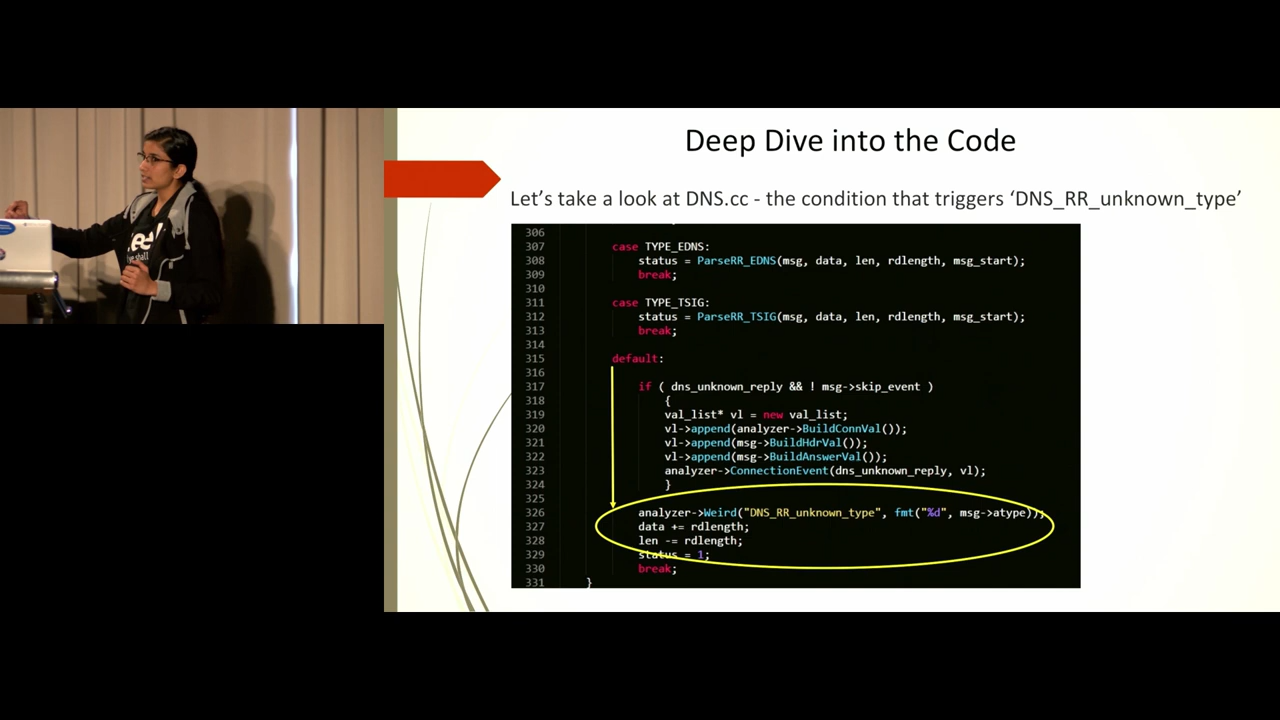 Deep Dive into the Code
Let’s take a look at DNS.cc - the condition that triggers ‘DNS_RR_unknown_type’
306
307 case TYPE_EDNS:
308 status = ParseRR_EDNS(msg, data, len, rdlength, msg_start);
309 break;
310
311 case TYPE_TSIG:
312 status = ParseRR_TSIG(msg, data, len, rdlength, msg_start);
313 break;
314
315 default:
316
317 if ( dns_unknown_reply && ! msg->skip_event )
318 {
319 val_list* vl = new val_list;
320 vl->append(analyzer->BuildConnVal());
321 vl->append(msg->BuildHdrVal());
322 vl->append(msg->BuildAnswerVal());
323 analyzer->ConnectionEvent(dns_unknown_reply, vl);
324 }
325
326 analyzer->Weird("DNS_RR_unknown_type", fmt("%d", msg->atype));
327 data += rdlength;
328 len -= rdlength;
329 status = 1;
330 break;
331 }